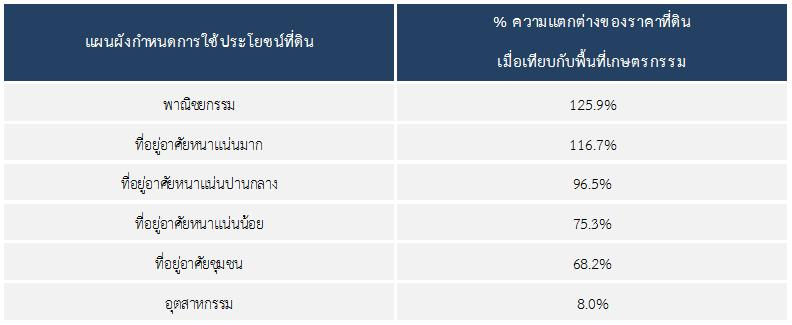 แผนผังกำหนดการใช้ประโยชน์ที่ดิน
% ความแตกต่างของราคาที่ดิน
เมื่อเทียบกับพื้นที่เกษตรกรรม
พาณิชยกรรม 125.9%
ที่อยู่อาศัยหนาแน่นมาก 116.7%
ที่อยู่อาศัยหนาแน่นปานกลาง 96.5%
ที่อยู่อาศัยหนาแน่นน้อย 75.3%
ที่อยู่อาศัยชุมชน 68.2%
อุตสาหกรรม 8.0%